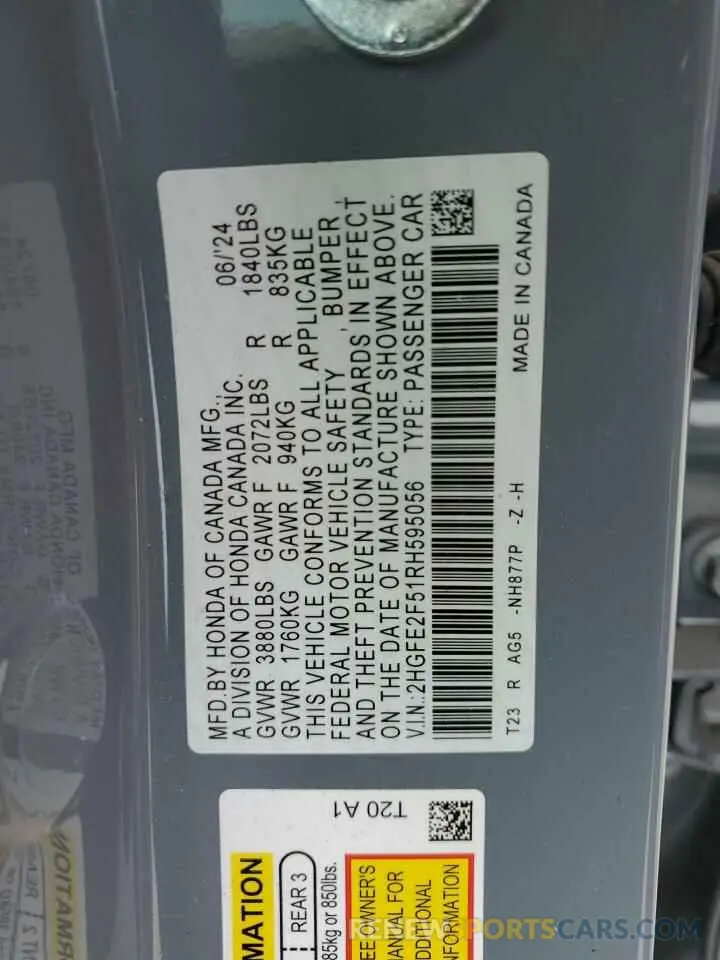 MFD.BY HONDA OF CANADA MFG., 06/'24
A DIVISION OF HONDA CANADA INC.
GVWR 3880LBS GAWR F 2072LBS R 1840LBS
GVWR 1760KG GAWR F 940KG R 835KG
THIS VEHICLE CONFORMS TO ALL APPLICABLE
FEDERAL MOTOR VEHICLE SAFETY, BUMPER,
AND THEFT PREVENTION STANDARDS, IN EFFECT
ON THE DATE OF MANUFACTURE SHOWN ABOVE.
V.I.N.:2HGFE2F51RH595056 TYPE: PASSENGER CAR
T23 R AG5 -NH877P -Z -H
MADE IN CANADA
T20 A1
MATION
REAR 3
85kg or 850lbs.
EE OWNER'S
MANUAL FOR
DDITIONAL
NFORMATION
RENEWSPORTSCARS.COM